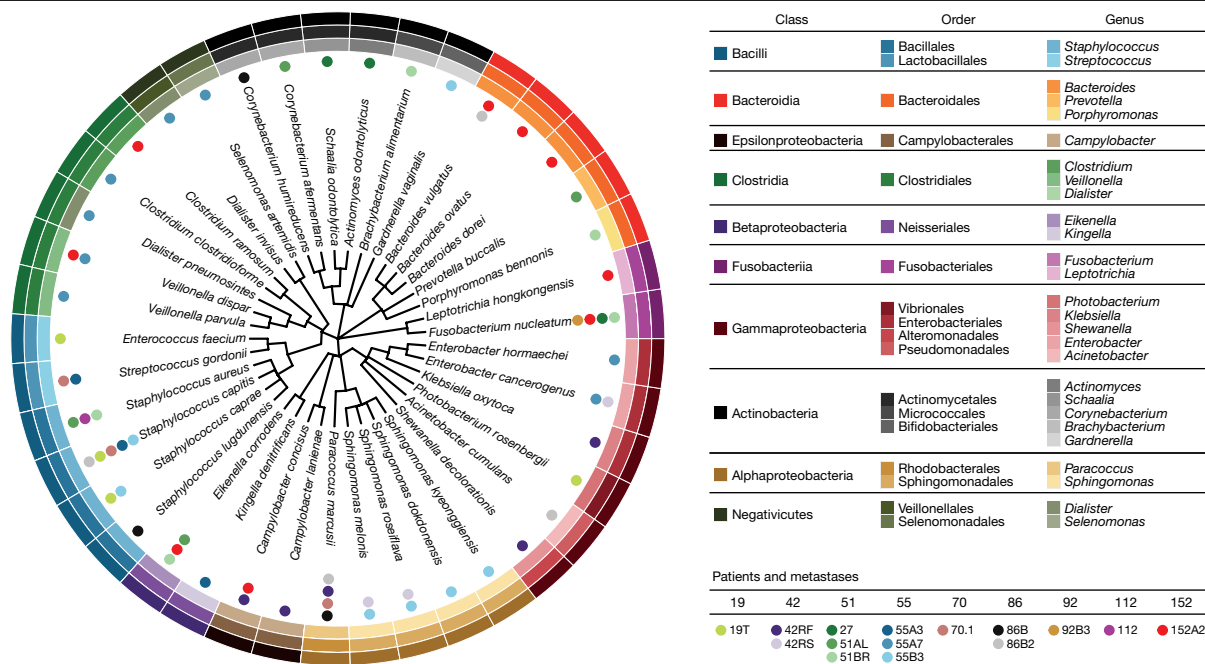 Corynebacterium humireducens
Corynebacterium afermentans
Schaalia odontolytica
Actinomyces odontolyticus
Brachybacterium alimentarium
Gardnerella vaginalis
Bacteroides vulgatus
Bacteroides ovatus
Bacteroides dorei
Prevotella buccalis
Porphyromonas bennonis
Leptotrichia hongkongensis
Fusobacterium nucleatum
Enterobacter hormaechei
Enterobacter cancerogenus
Klebsiella oxytoca
Photobacterium rosenbergii
Acinetobacter cumulans
Shewanella decolorationis
Sphingomonas kyeonggiensis
Sphingomonas dokdonensis
Sphingomonas roseiflava
Sphingomonas melonis
Paracoccus marcusii
Campylobacter lanienae
Campylobacter concisus
Kingella denitrificans
Eikenella corrodens
Staphylococcus lugdunensis
Staphylococcus caprae
Staphylococcus capitis
Staphylococcus aureus
Streptococcus gordonii
Enterococcus faecium
Veillonella parvula
Veillonella dispar
Dialister pneumosintes
Clostridium clostridioforme
Clostridium ramosum
Dialister invisus
Selenomonas artemidis
Class Order Genus
Bacilli Bacillales Staphylococcus
Lactobacillales Streptococcus
Bacteroides
Bacteroidia Bacteroidales Prevotella
Porphyromonas
Epsilonproteobacteria Campylobacterales Campylobacter
Clostridium
Clostridia Clostridiales Veillonella
Dialister
Betaproteobacteria Neisseriales Eikenella
Kingella
Fusobacteriia Fusobacteriales Fusobacterium
Leptotrichia
Photobacterium
Vibrionales Klebsiella
Gammaproteobacteria Enterobacteriales Shewanella
Alteromonadales Enterobacter
Pseudomonadales Acinetobacter
Actinomyces
Actinomycetales Schaalia
Actinobacteria Micrococcales Corynebacterium
Bifidobacteriales Brachybacterium
Gardnerella
Alphaproteobacteria Rhodobacterales Paracoccus
Sphingomonadales Sphingomonas
Negativicutes Veillonellales Dialister
Selenomonadales Selenomonas
Patients and metastases
19 42 51 55 70 86 92 112 152
19T 42RF 27 55A3 70.1 86B 92B3 112 152A2
42RS 51AL 55A7 86B2
51BR 55B3